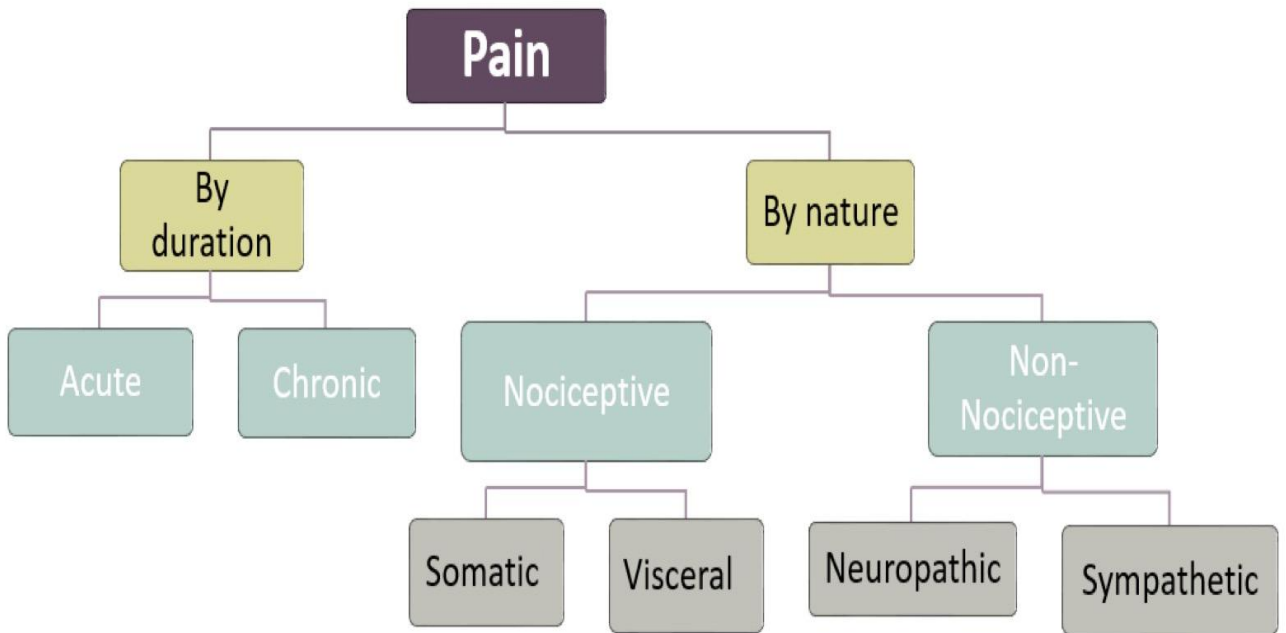 Pain
By
duration
By nature
Acute
Chronic
Nociceptive
Non-
Nociceptive
Somatic
Visceral
Neuropathic
Sympathetic